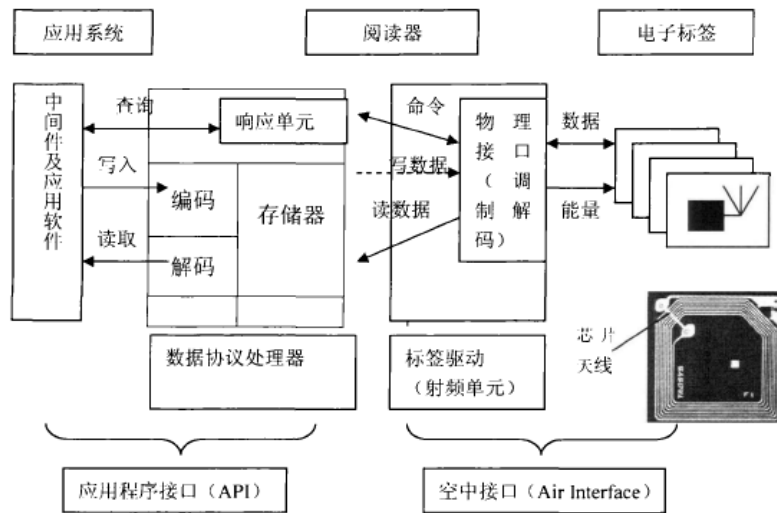 应用系统
阅读器
电子标签
中间件及应用软件
查询
响应单元
写入
编码
存储器
读取
解码
命令
写数据
读数据
物理
接口
（调
制解
码）
数据
能量
芯片
天线
数据协议处理器
标签驱动
（射频单元）
应用程序接口（API）
空中接口（Air Interface）